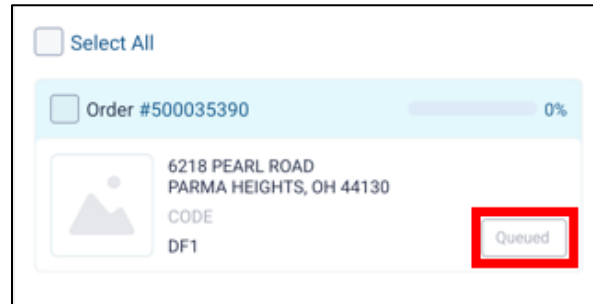 Select All
Order #500035390 0%
6218 PEARL ROAD
PARMA HEIGHTS, OH 44130
CODE
DF1
Queued